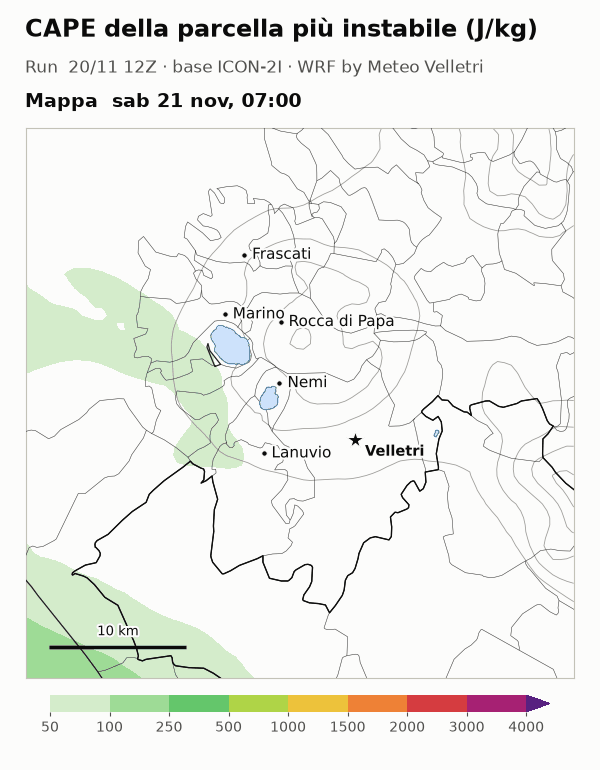 CAPE della parcella più instabile (J/kg)
Run  20/11 12Z · base ICON-2I · WRF by Meteo Velletri
Mappa  sab 21 nov, 07:00
Frascati
Marino
Rocca di Papa
Nemi
Velletri
Lanuvio
10 km
50 100 250 500 1000 1500 2000 3000 4000